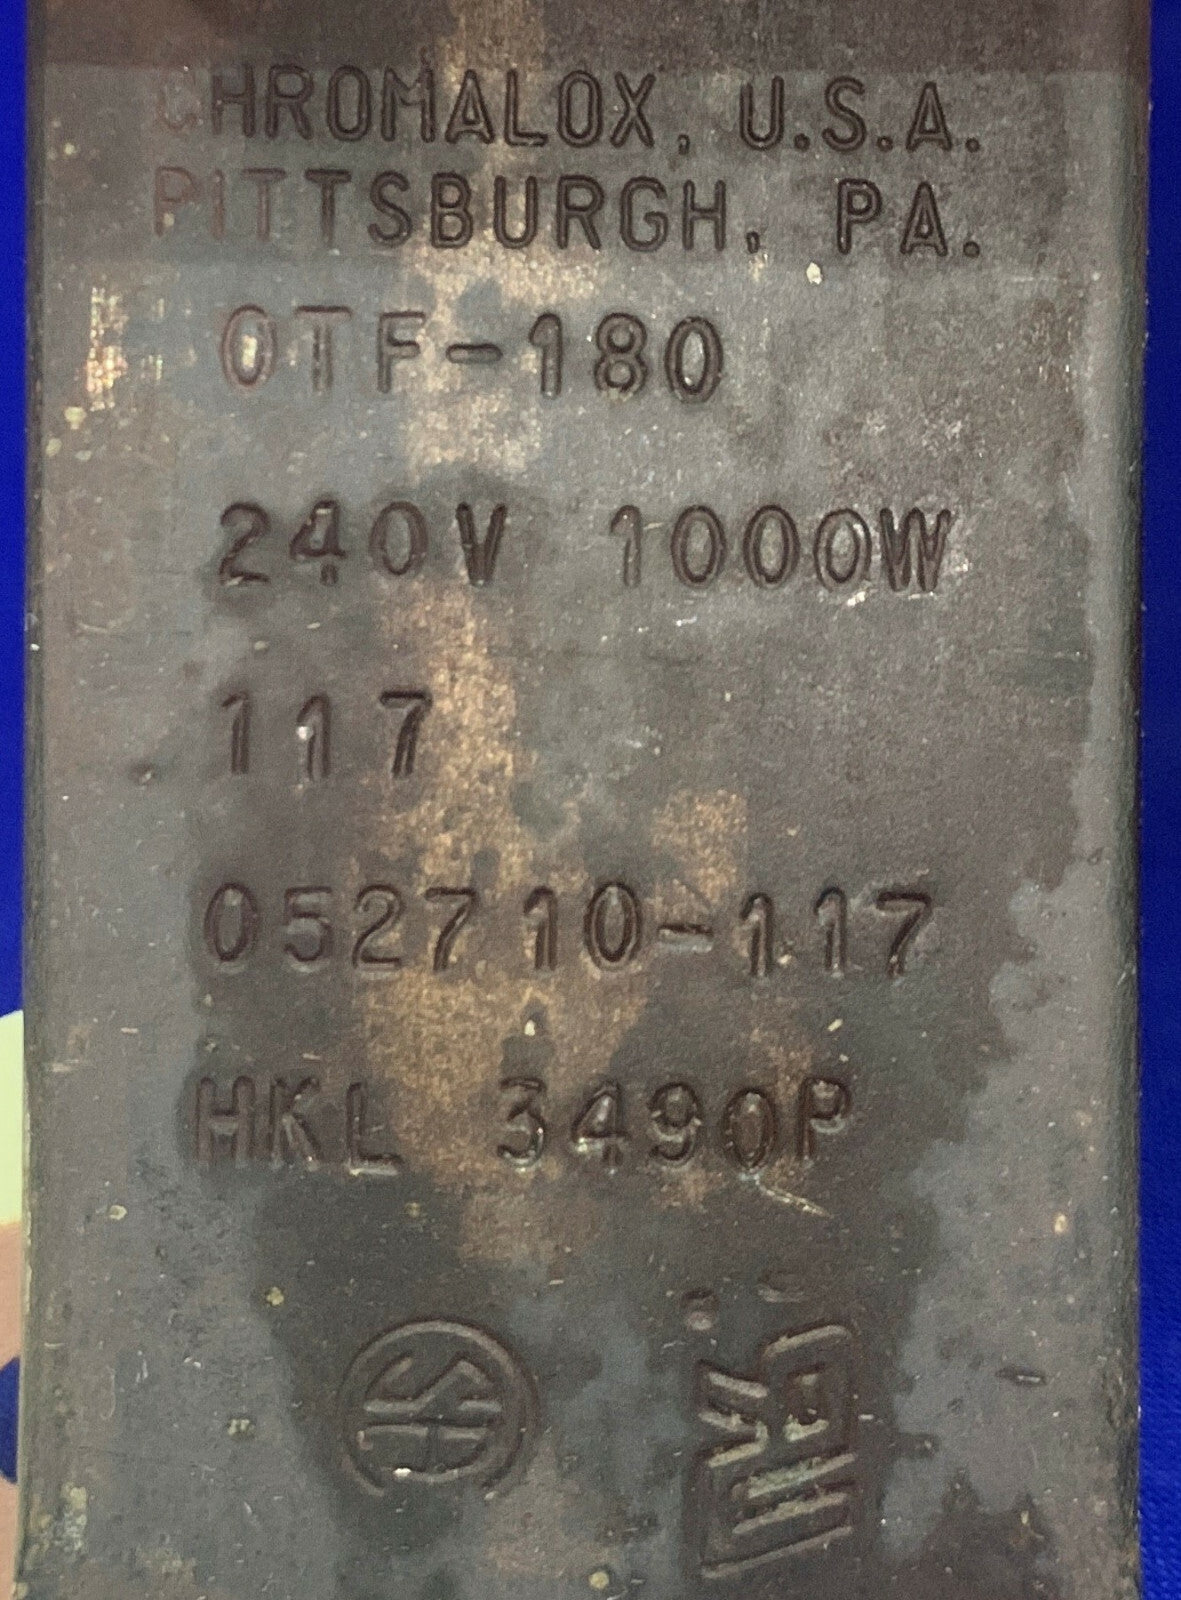 CHROMALOX, U.S.A.
PITTSBURGH, PA.
OTF-180
240V 1000W
117
052710-117
HKL 3490P